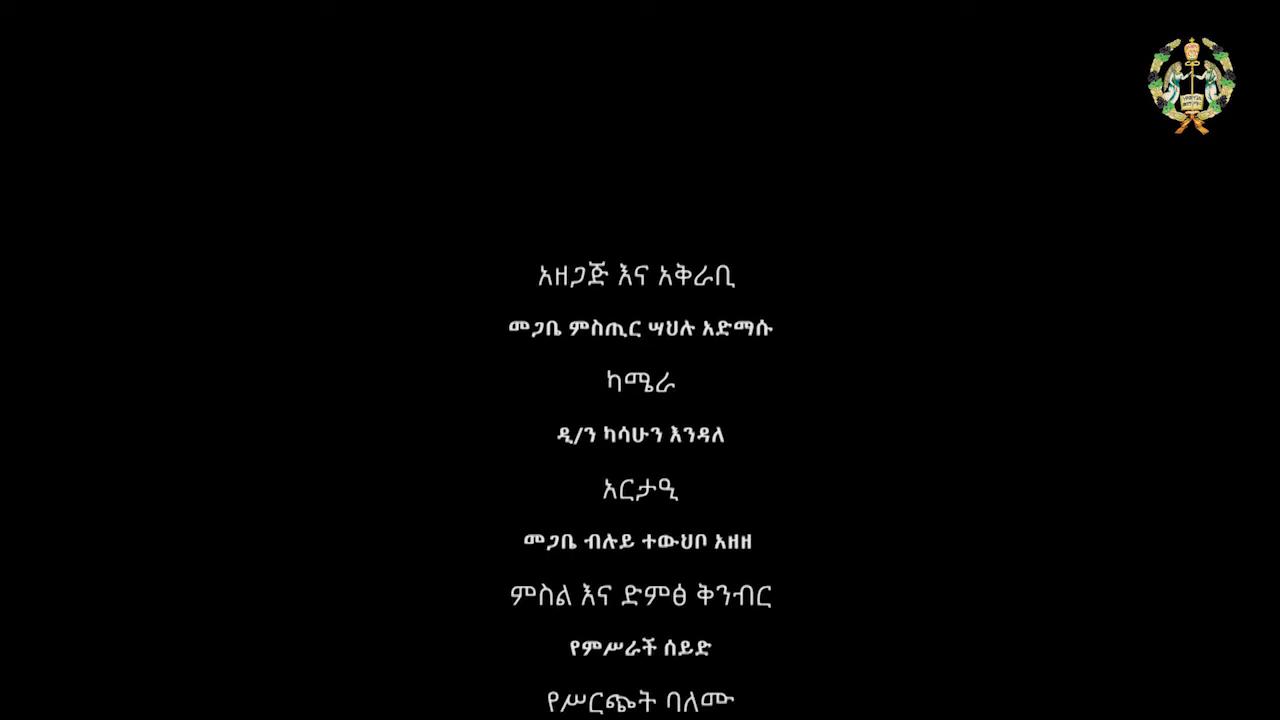 አዘጋጅ እና አቅራቢ
መጋቤ ምስጢር ሣህሉ አድማሱ
ካሜራ
ዲ/ን ካሳሁን እንዳለ
አርታዒ
መጋቤ ብሉይ ተውህቦ አዘዘ
ምስል እና ድምፅ ቅንብር
የምሥራች ሰይድ
የሥርጭት ባለሙ